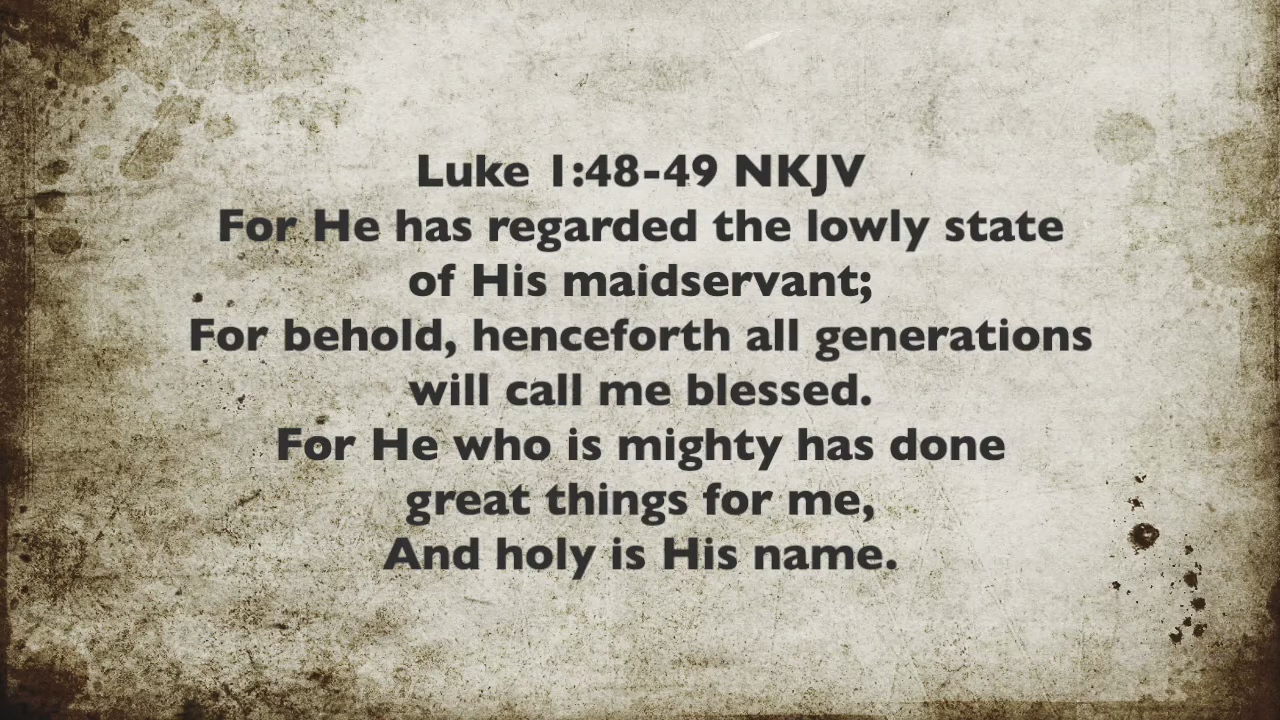 Luke 1:48-49 NKJV
For He has regarded the lowly state
of His maidservant;
For behold, henceforth all generations
will call me blessed.
For He who is mighty has done
great things for me,
And holy is His name.